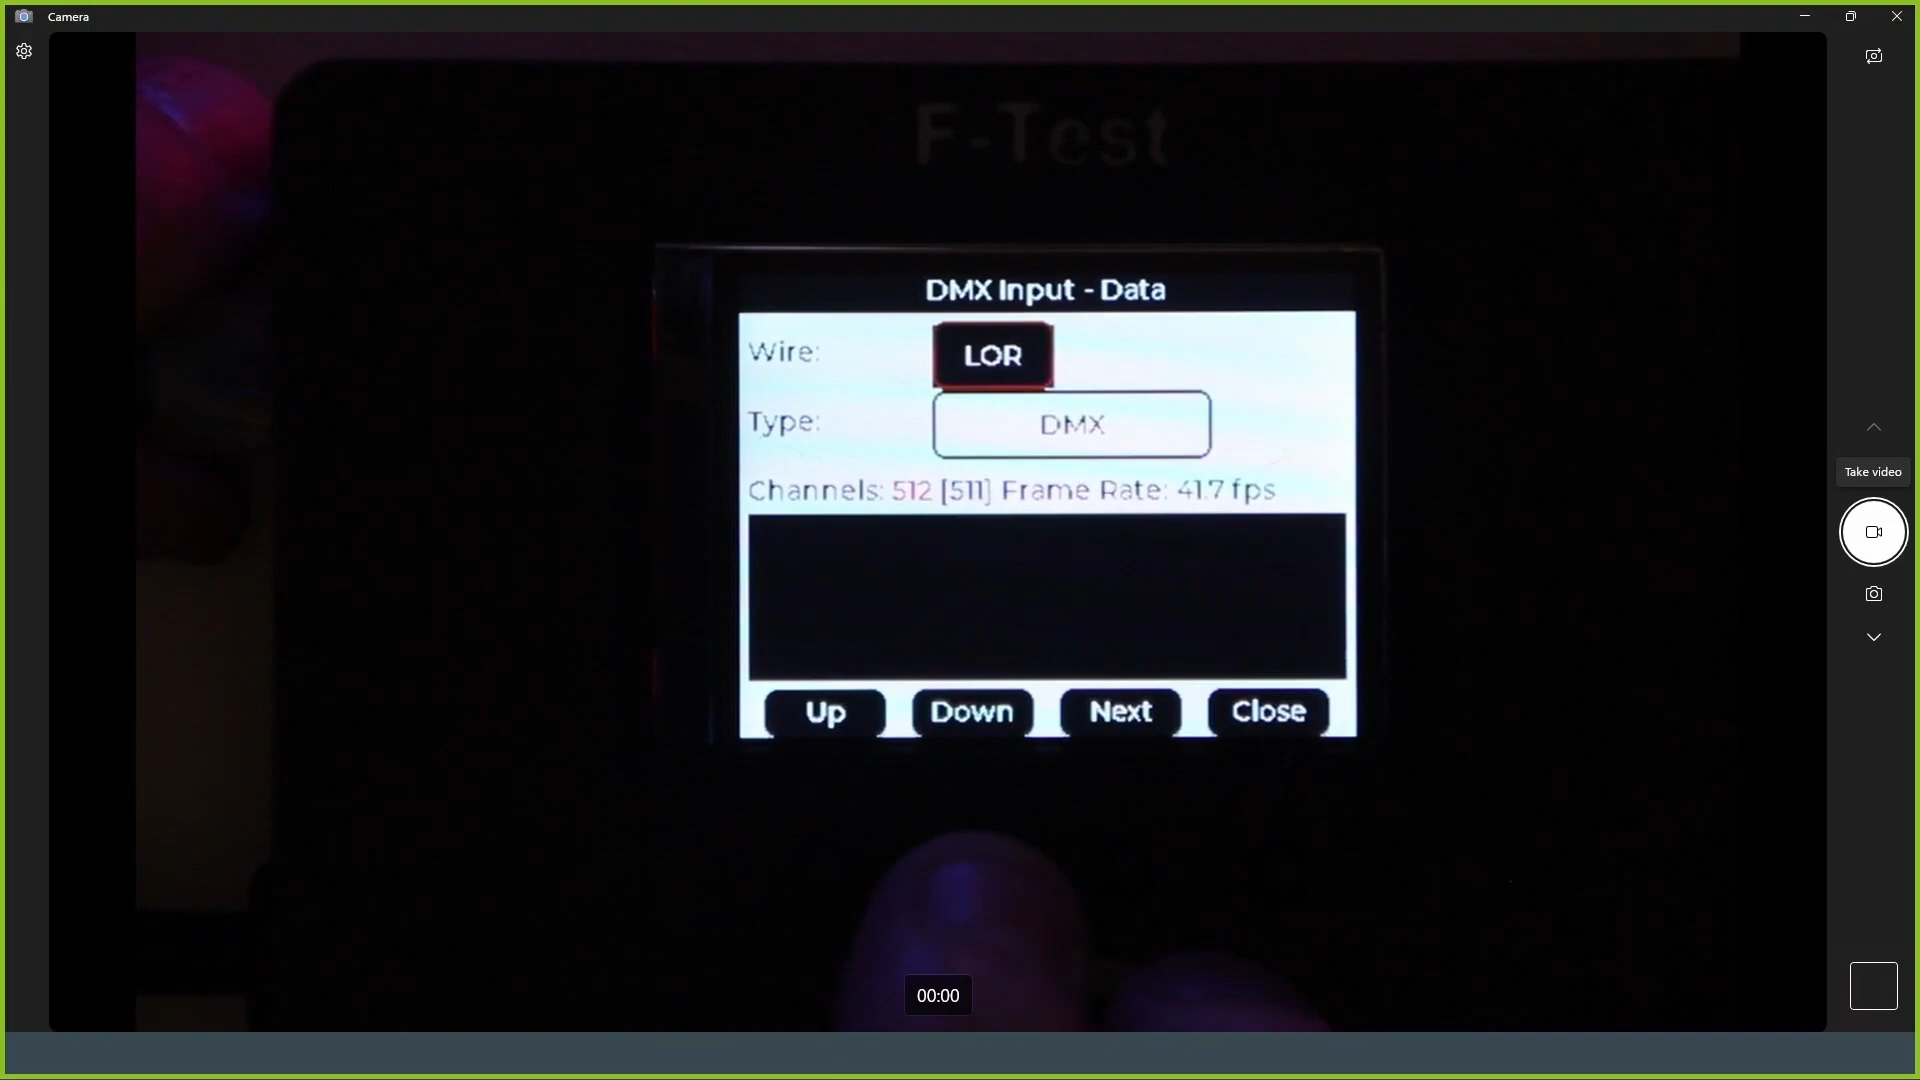 Camera
F-Test
DMX Input - Data
Wire: LOR
Type: DMX
Channels: 512 [511] Frame Rate: 41.7 fps
Up Down Next Close
Take video
00:00